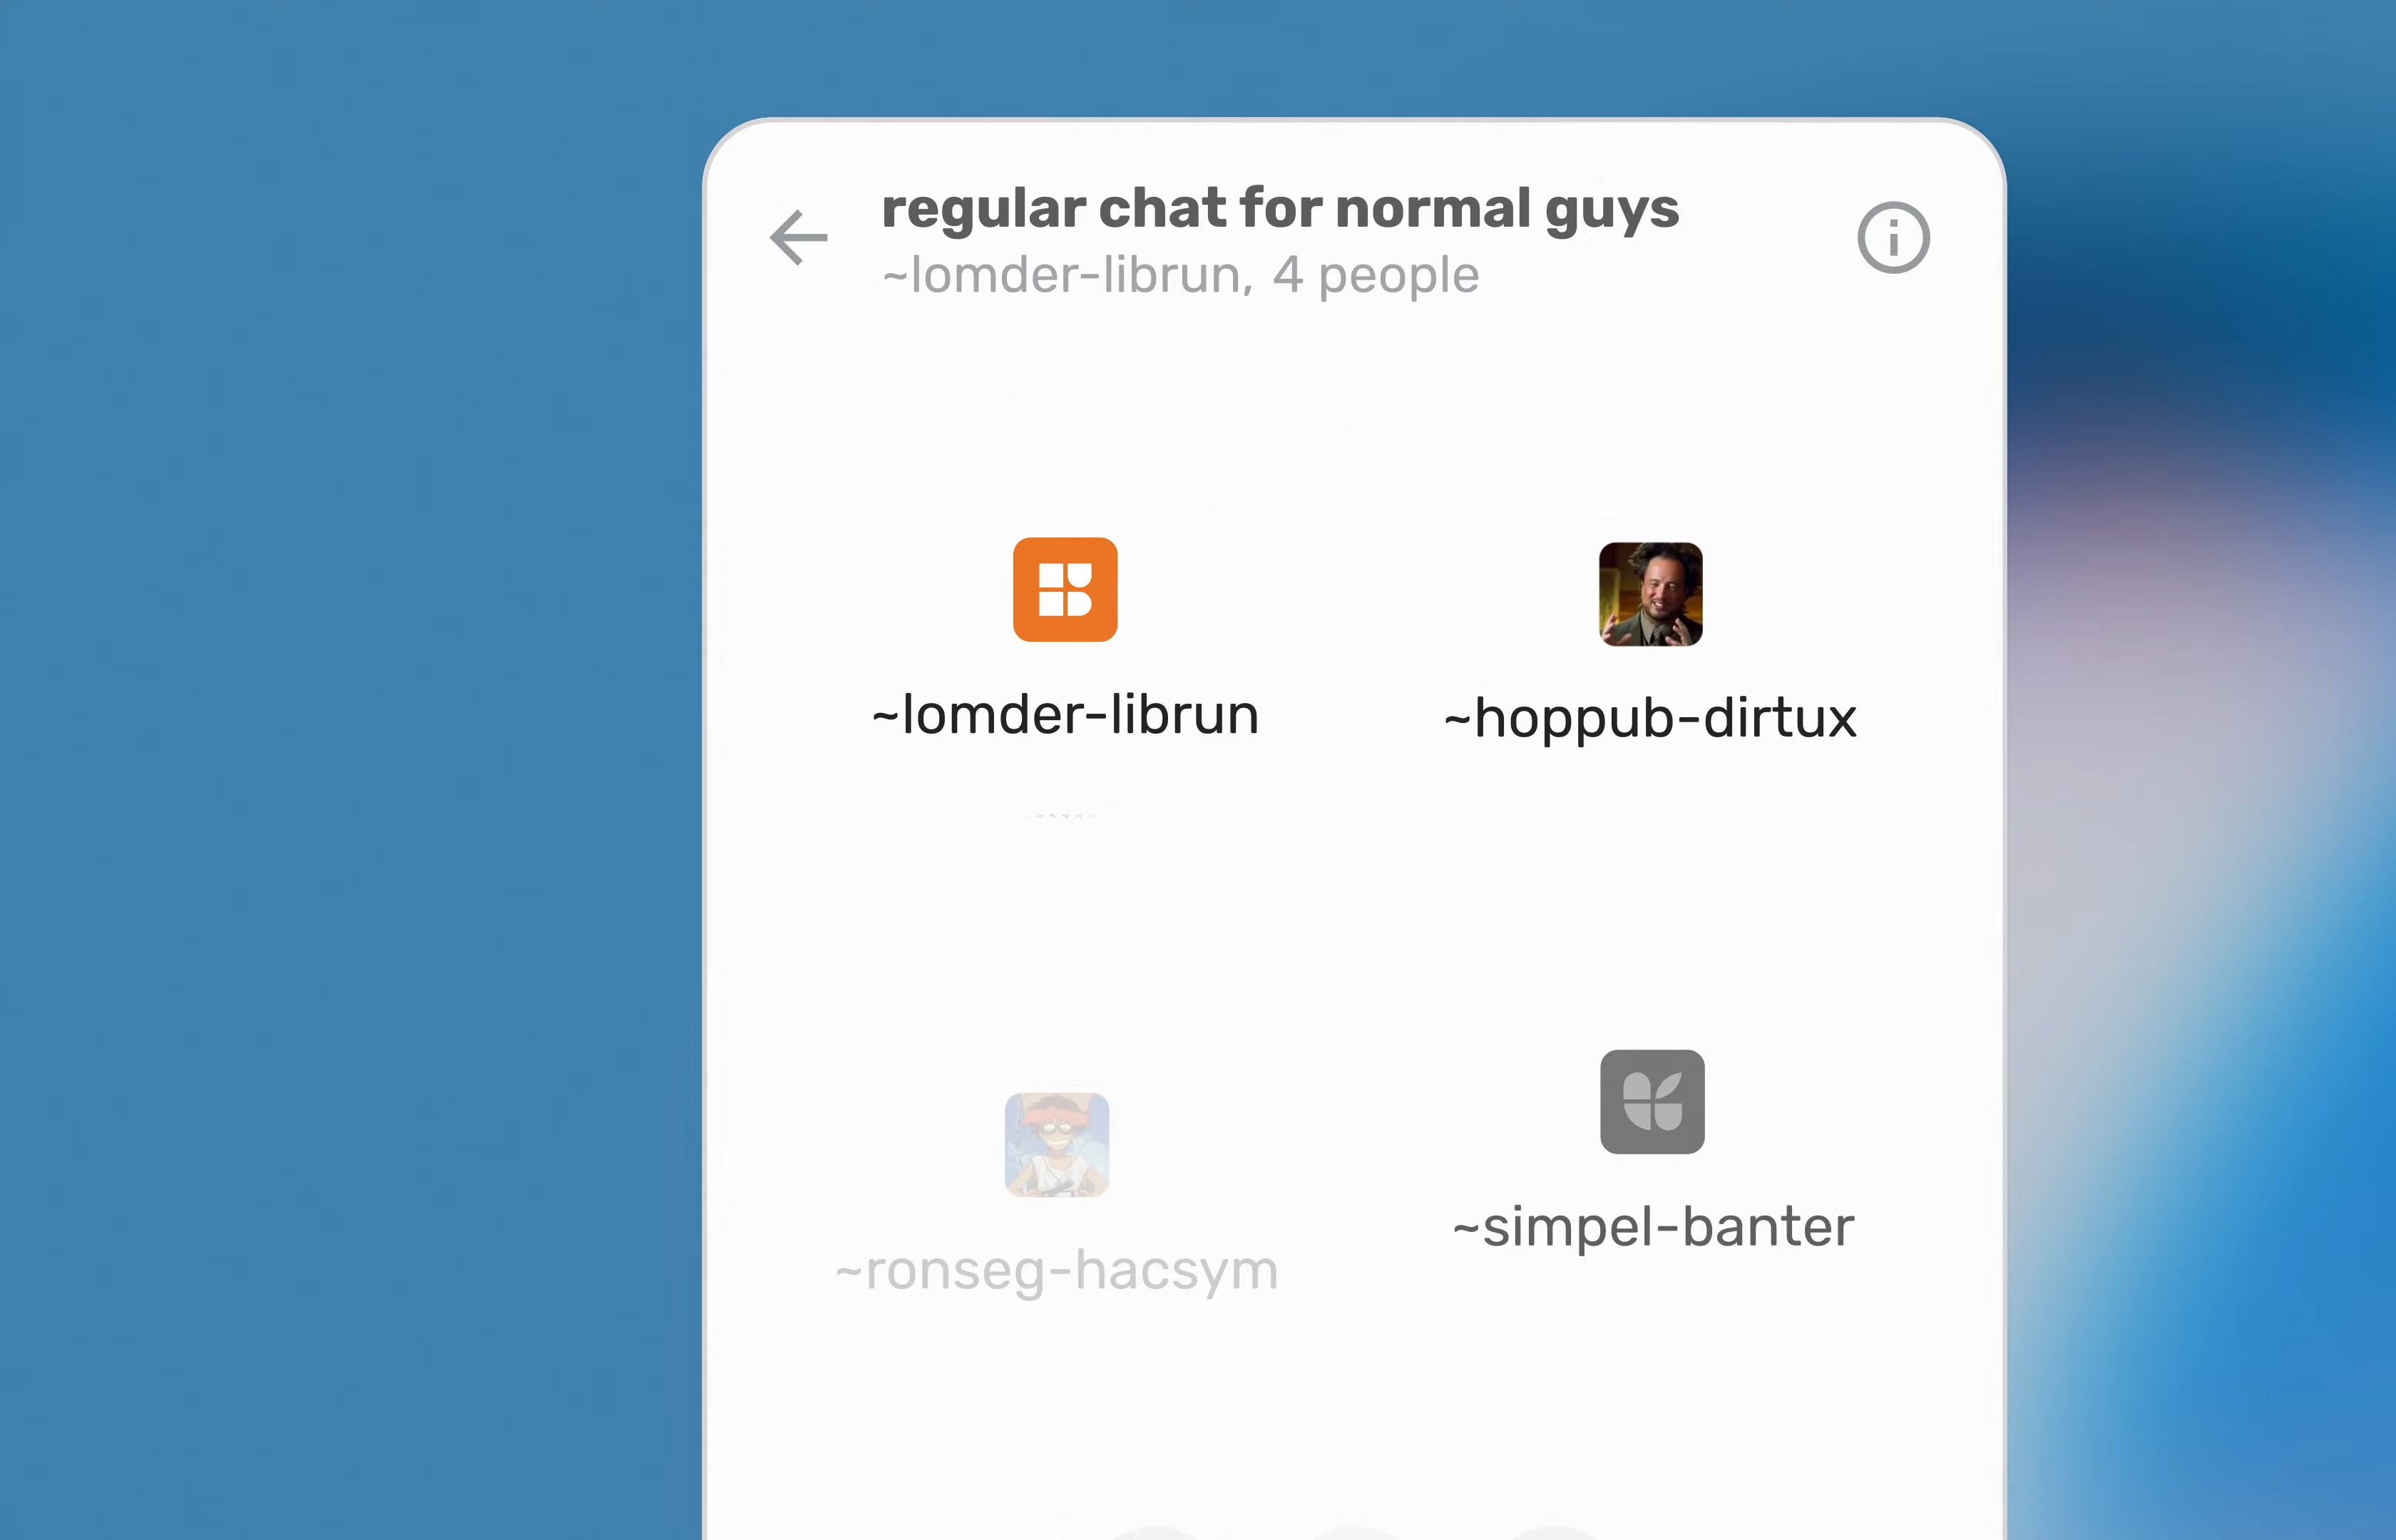 regular chat for normal guys
~lomder-librun, 4 people
~lomder-librun
~hoppub-dirtux
~ronseg-hacsym
~simpel-banter